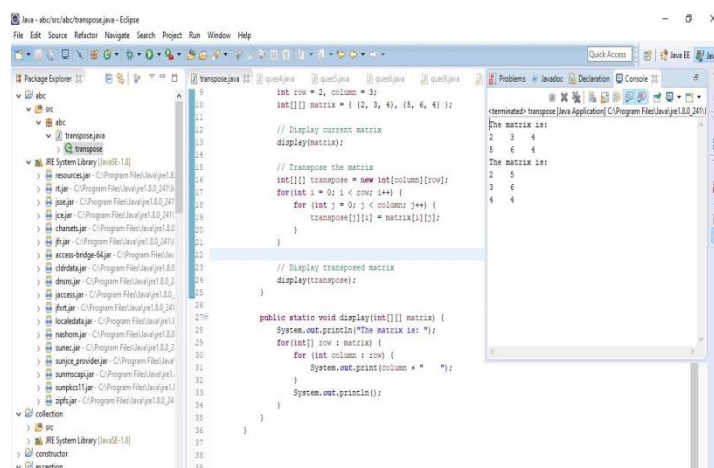 Java - abc/src/abc/transpose.java - Eclipse
File Edit Source Refactor Navigate Search Project Run Window Help
Quick Access
Java EE
Package Explorer
abc
src
abc
transpose.java
transpose
JRE System Library [JavaSE-1.8]
resources.jar - C:\Program Files\Java\jre1.8.
rt.jar - C:\Program Files\Java\jre1.8.0_241\l
jsse.jar - C:\Program Files\Java\jre1.8.0_241
jce.jar - C:\Program Files\Java\jre1.8.0_241\
charsets.jar - C:\Program Files\Java\jre1.8.0
jfr.jar - C:\Program Files\Java\jre1.8.0_241\l
access-bridge-64.jar - C:\Program Files\Jav
cldrdata.jar - C:\Program Files\Java\jre1.8.0
dnsns.jar - C:\Program Files\Java\jre1.8.0_2
jaccess.jar - C:\Program Files\Java\jre1.8.0_
jfxrt.jar - C:\Program Files\Java\jre1.8.0_241
localedata.jar - C:\Program Files\Java\jre1.8
nashorn.jar - C:\Program Files\Java\jre1.8.0
sunec.jar - C:\Program Files\Java\jre1.8.0_2
sunjce_provider.jar - C:\Program Files\Java\
sunmscapi.jar - C:\Program Files\Java\jre1.
sunpkcs11.jar - C:\Program Files\Java\jre1.8
zipfs.jar - C:\Program Files\Java\jre1.8.0_24
collection
src
JRE System Library [JavaSE-1.8]
constructor
exception
transpose.java ques4.java ques5.java ques6.java ques8.java
9 int row = 2, column = 3;
10 int[][] matrix = { {2, 3, 4}, {5, 6, 4} };
11
12 // Display current matrix
13 display(matrix);
14
15 // Transpose the matrix
16 int[][] transpose = new int[column][row];
17 for(int i = 0; i < row; i++) {
18 for (int j = 0; j < column; j++) {
19 transpose[j][i] = matrix[i][j];
20 }
21 }
22
23 // Display transposed matrix
24 display(transpose);
25 }
26
27 public static void display(int[][] matrix) {
28 System.out.println("The matrix is: ");
29 for(int[] row : matrix) {
30 for (int column : row) {
31 System.out.print(column + "    ");
32 }
33 System.out.println();
34 }
35 }
36 }
37
38
39
Problems Javadoc Declaration Console
<terminated> transpose [Java Application] C:\Program Files\Java\jre1.8.0_241\
The matrix is:
2 3 4
5 6 4
The matrix is:
2 5
3 6
4 4